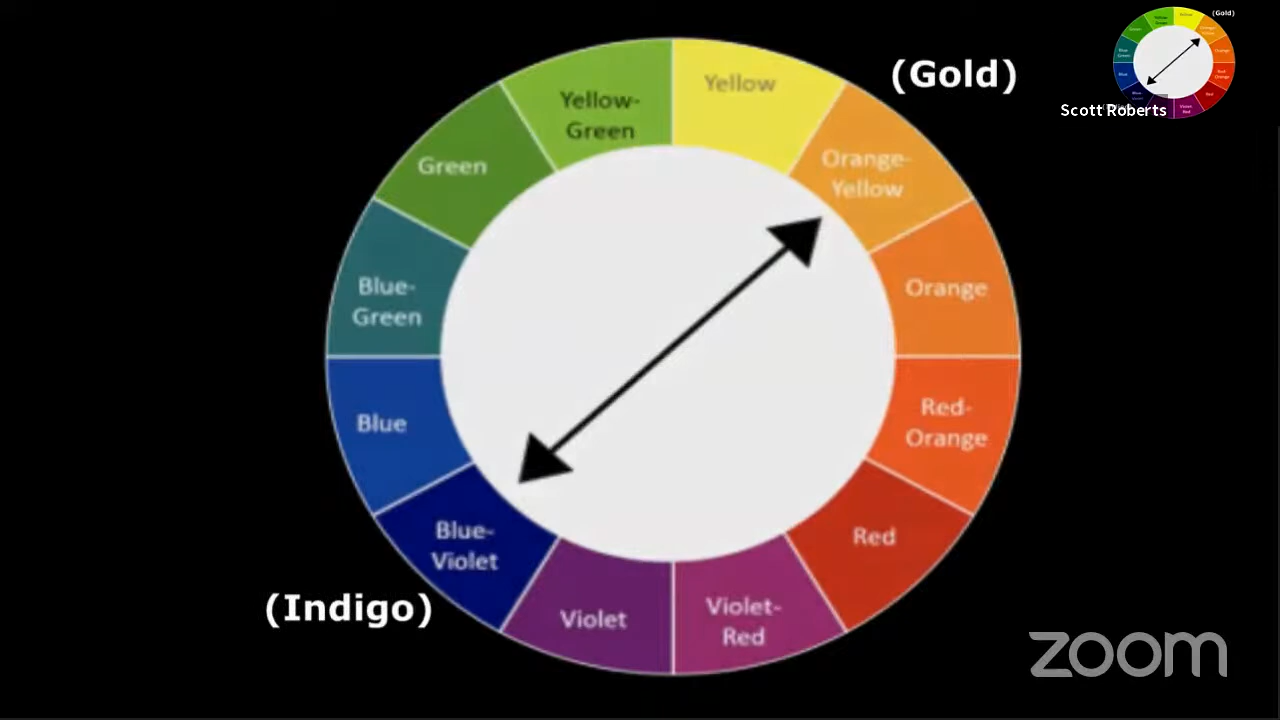 (Gold)
Yellow
Yellow-
Green
Orange-
Yellow
Green
Orange
Blue-
Green
Red-
Orange
Blue
Red
Blue-
Violet
Violet
Violet-
Red
(Indigo)
(Gold)
Scott Roberts
zoom